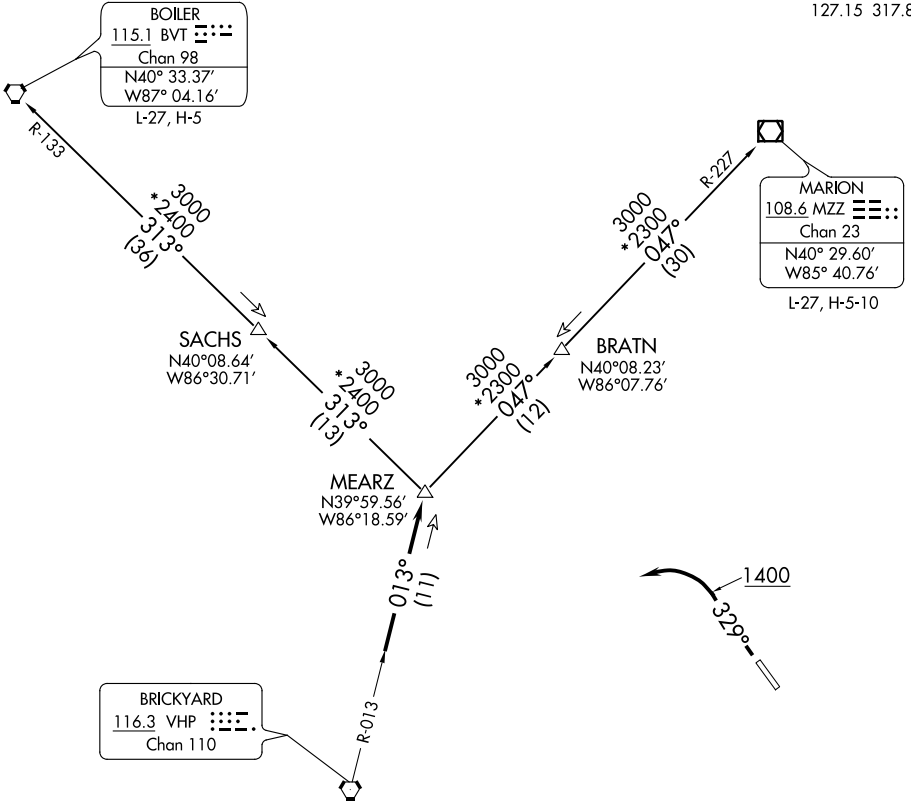 127.15 317.8
BOILER
115.1 BVT
Chan 98
N40° 33.37′
W87° 04.16′
L-27, H-5
R-133
3000
*2400
313°
(36)
SACHS
N40°08.64′
W86°30.71′
3000
*2400
313°
(13)
R-227
MARION
108.6 MZZ
Chan 23
N40° 29.60′
W85° 40.76′
L-27, H-5-10
3000
*2300
047°
(30)
BRATN
N40°08.23′
W86°07.76′
3000
*2300
047°
(12)
MEARZ
N39°59.56′
W86°18.59′
013°
(11)
1400
329°
BRICKYARD
116.3 VHP
Chan 110
R-013